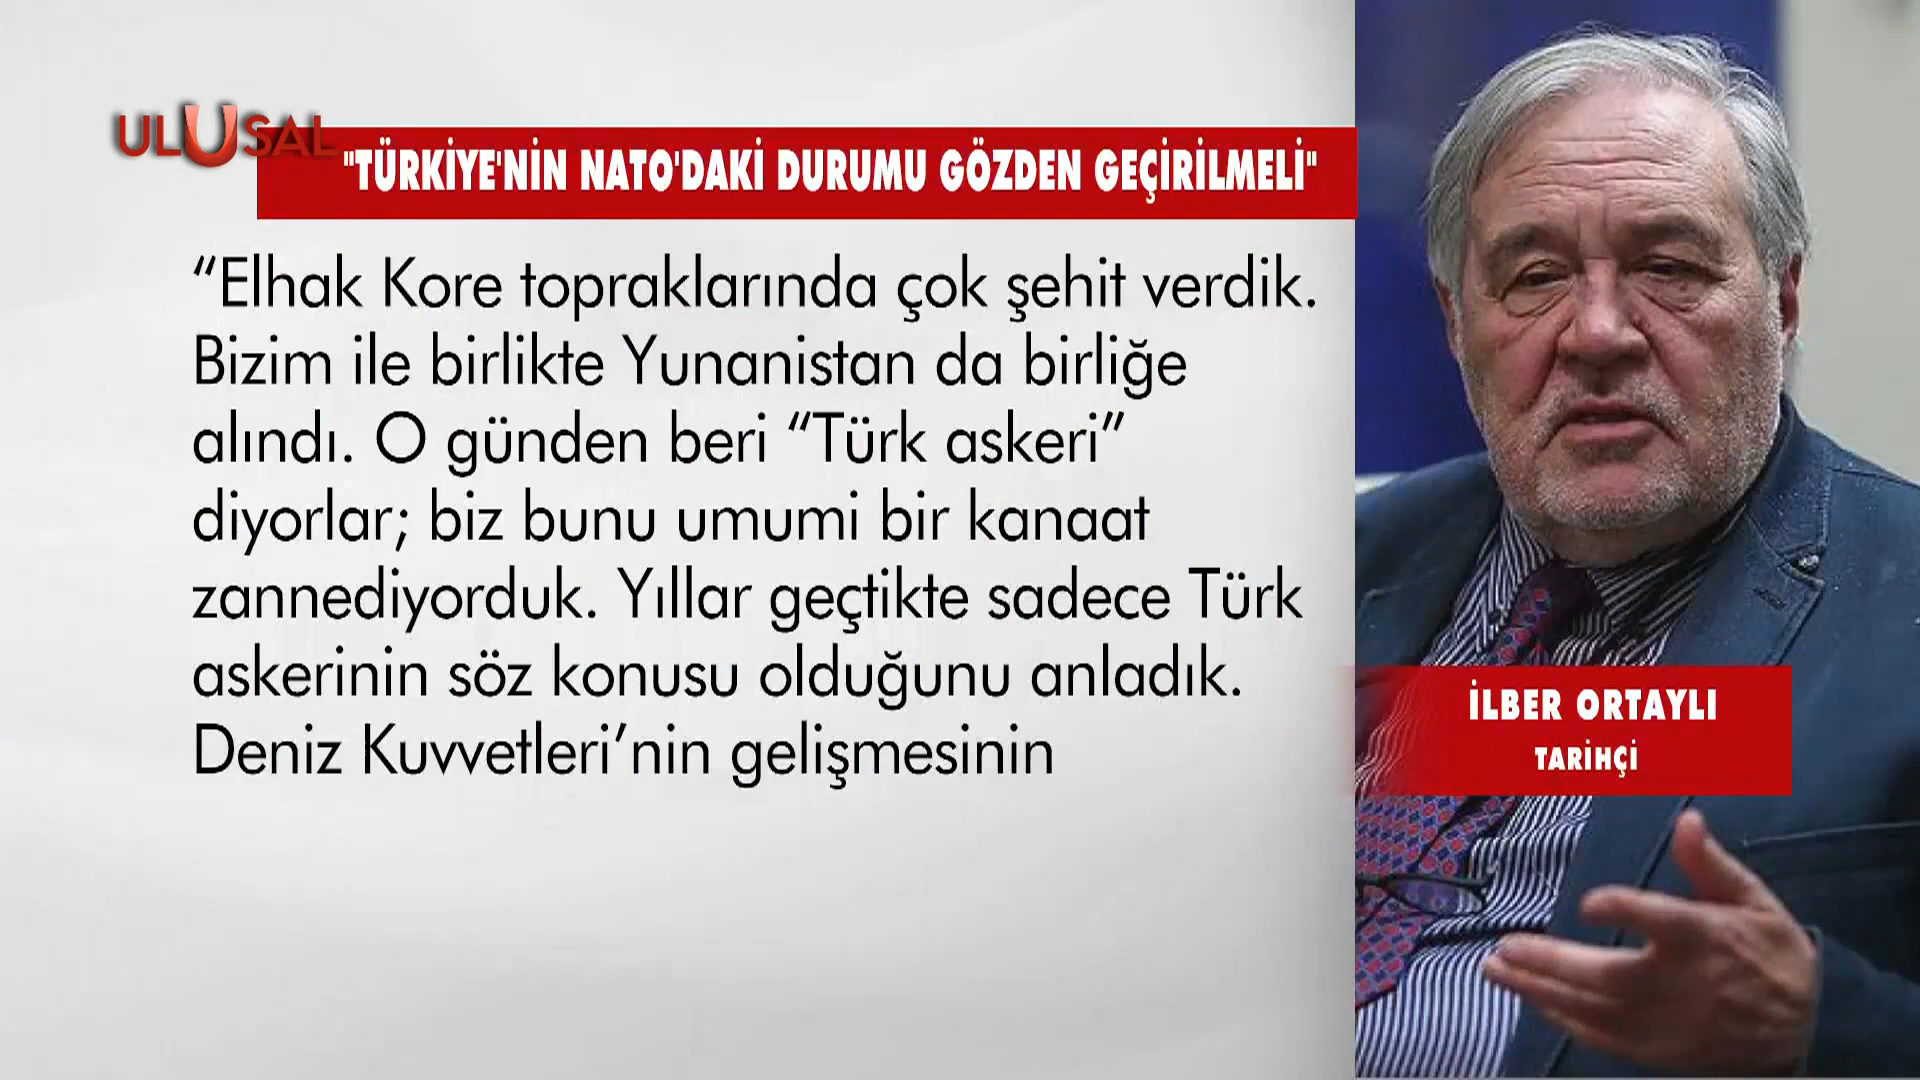 ULUSAL
"TÜRKİYE'NİN NATO'DAKİ DURUMU GÖZDEN GEÇİRİLMELİ"
“Elhak Kore topraklarında çok şehit verdik.
Bizim ile birlikte Yunanistan da birliğe
alındı. O günden beri “Türk askeri”
diyorlar; biz bunu umumi bir kanaat
zannediyorduk. Yıllar geçtikte sadece Türk
askerinin söz konusu olduğunu anladık.
Deniz Kuvvetleri’nin gelişmesinin
İLBER ORTAYLI
TARİHÇİ